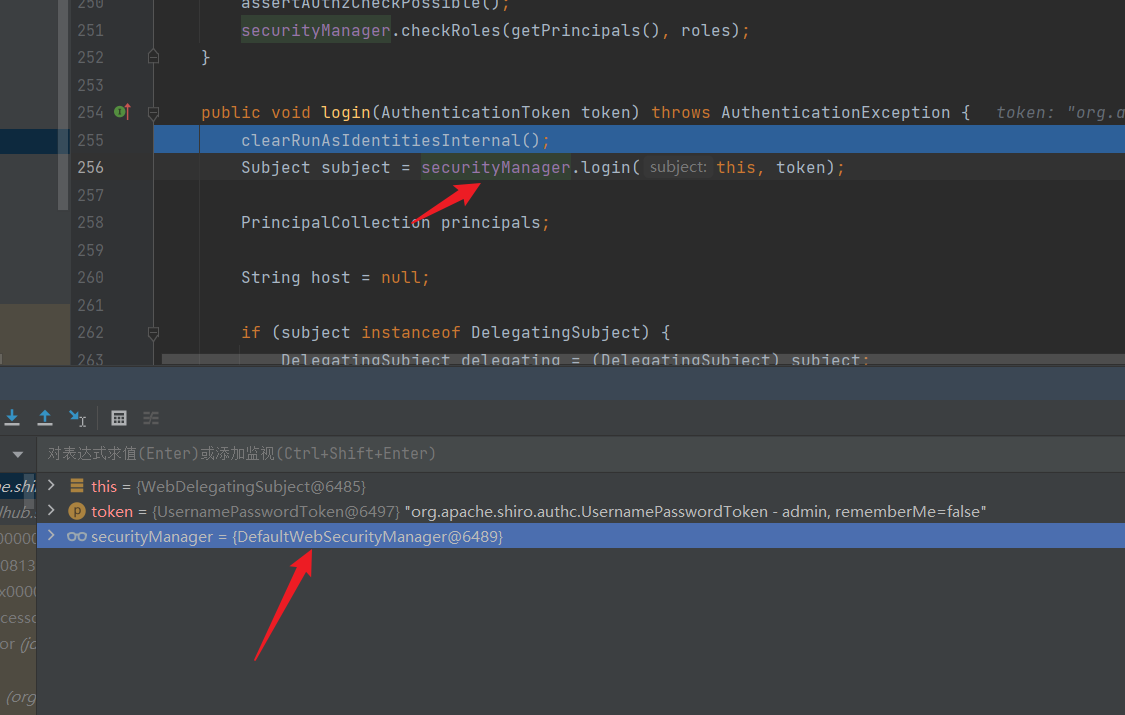 250 assertAuthzCheckPossible();
251 securityManager.checkRoles(getPrincipals(), roles);
252 }
253
254 public void login(AuthenticationToken token) throws AuthenticationException { token: "org.a
255 clearRunAsIdentitiesInternal();
256 Subject subject = securityManager.login( subject: this, token);
257
258 PrincipalCollection principals;
259
260 String host = null;
261
262 if (subject instanceof DelegatingSubject) {
263 DelegatingSubject delegating = (DelegatingSubject) subject;
对表达式求值(Enter)或添加监视(Ctrl+Shift+Enter)
e.shi
this = {WebDelegatingSubject@6485}
lhub.
p token = {UsernamePasswordToken@6497} "org.apache.shiro.authc.UsernamePasswordToken - admin, rememberMe=false"
00000
securityManager = {DefaultWebSecurityManager@6489}
0813
x0000
cesso
or (jo
(org